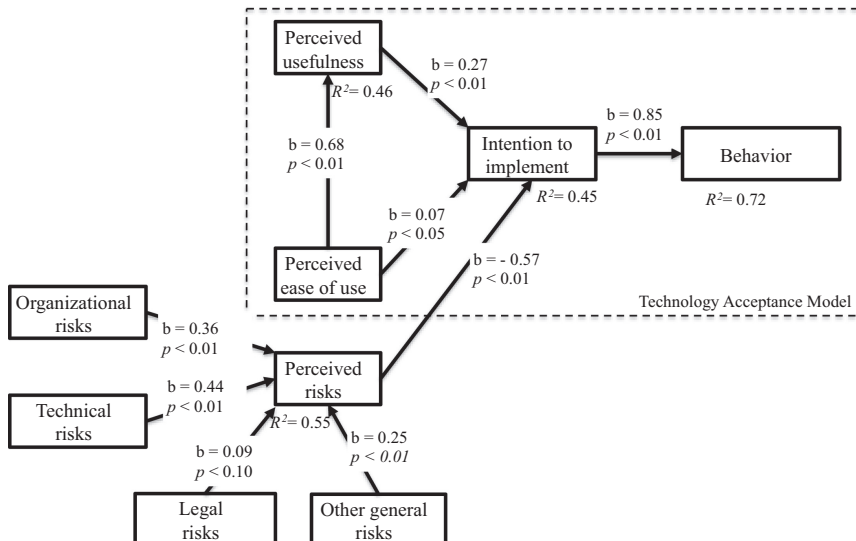 Perceived
usefulness
R²= 0.46
b = 0.27
p < 0.01
b = 0.68
p < 0.01
Intention to
implement
R²= 0.45
b = 0.85
p < 0.01
Behavior
R²= 0.72
b = 0.07
p < 0.05
Perceived
ease of use
b = - 0.57
p < 0.01
Technology Acceptance Model
Organizational
risks
b = 0.36
p < 0.01
Perceived
risks
R²= 0.55
Technical
risks
b = 0.44
p < 0.01
b = 0.09
p < 0.10
b = 0.25
p < 0.01
Legal
risks
Other general
risks